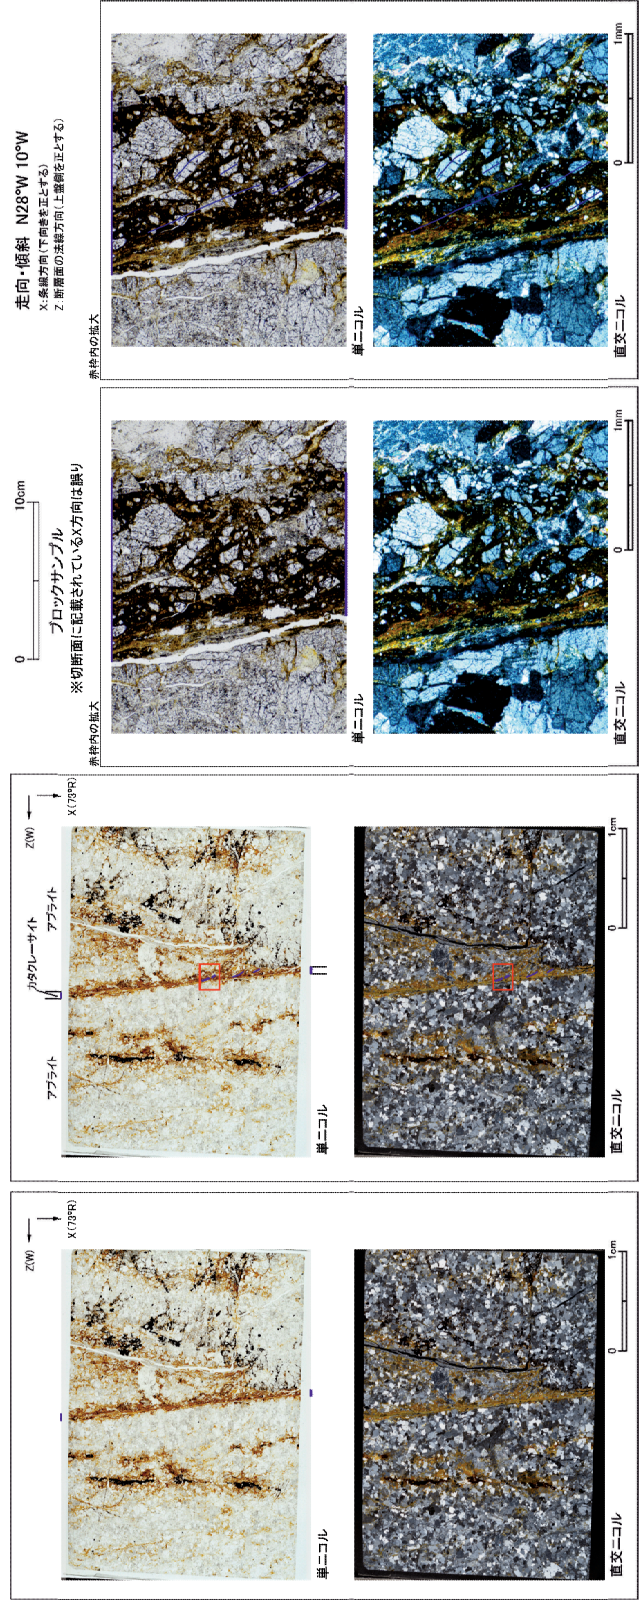 走向・傾斜 N28°W 10°W
X:条線方向(下向きを正とする)
Z:断層面の法線方向(上盤側を正とする)
0 10cm
ブロックサンプル
※切断面に記載されているX方向は誤り
赤枠内の拡大
単ニコル
直交ニコル
0 1mm
赤枠内の拡大
単ニコル
直交ニコル
0 1mm
Z(W)
X(73°R)
アプライト
カタクレーサイト
アプライト
単ニコル
直交ニコル
0 1cm
Z(W)
X(73°R)
単ニコル
直交ニコル
0 1cm